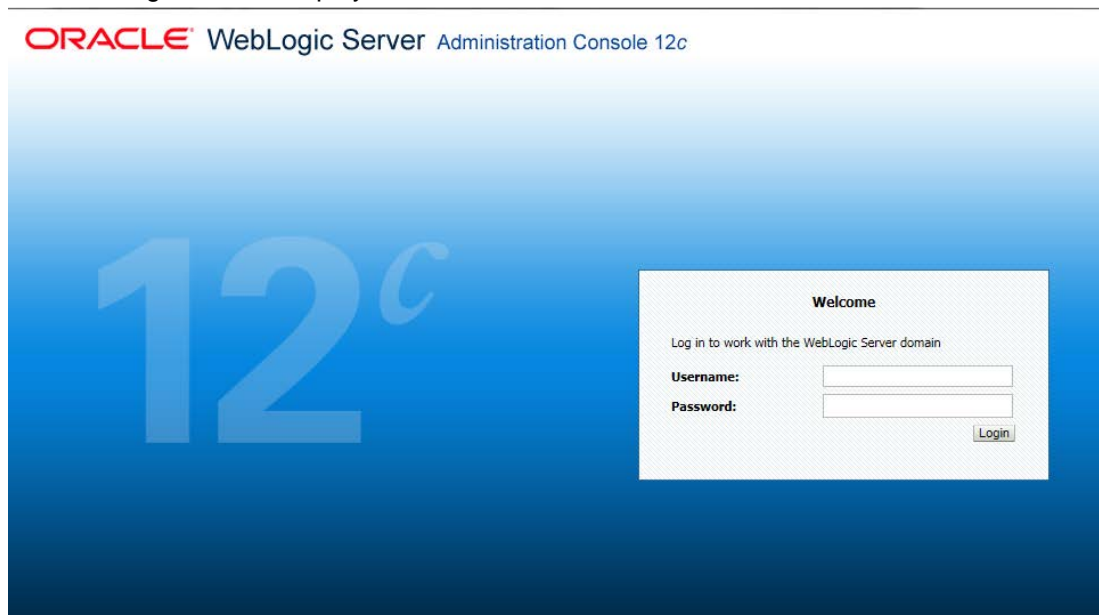 ORACLE WebLogic Server Administration Console 12c
12c
Welcome
Log in to work with the WebLogic Server domain
Username:
Password:
Login